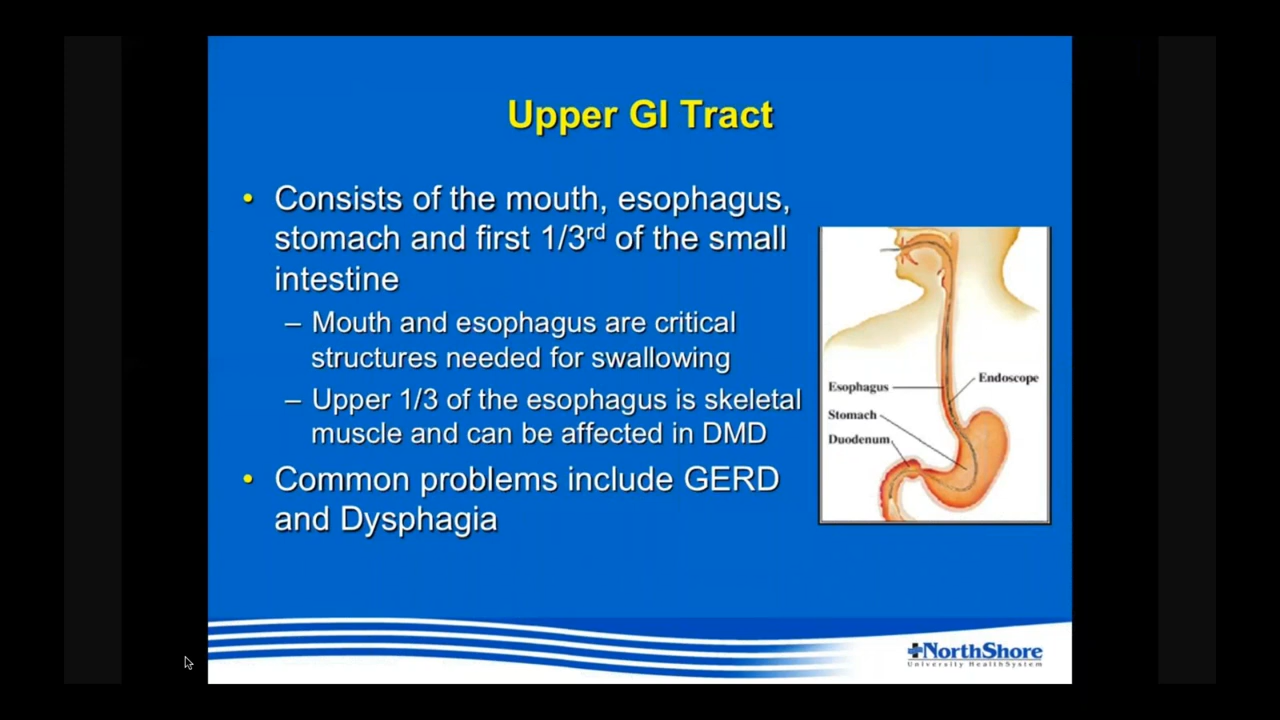 Upper GI Tract
• Consists of the mouth, esophagus,
stomach and first 1/3rd of the small
intestine
– Mouth and esophagus are critical
structures needed for swallowing
– Upper 1/3 of the esophagus is skeletal
muscle and can be affected in DMD
• Common problems include GERD
and Dysphagia
Esophagus
Endoscope
Stomach
Duodenum
NorthShore
University HealthSystem